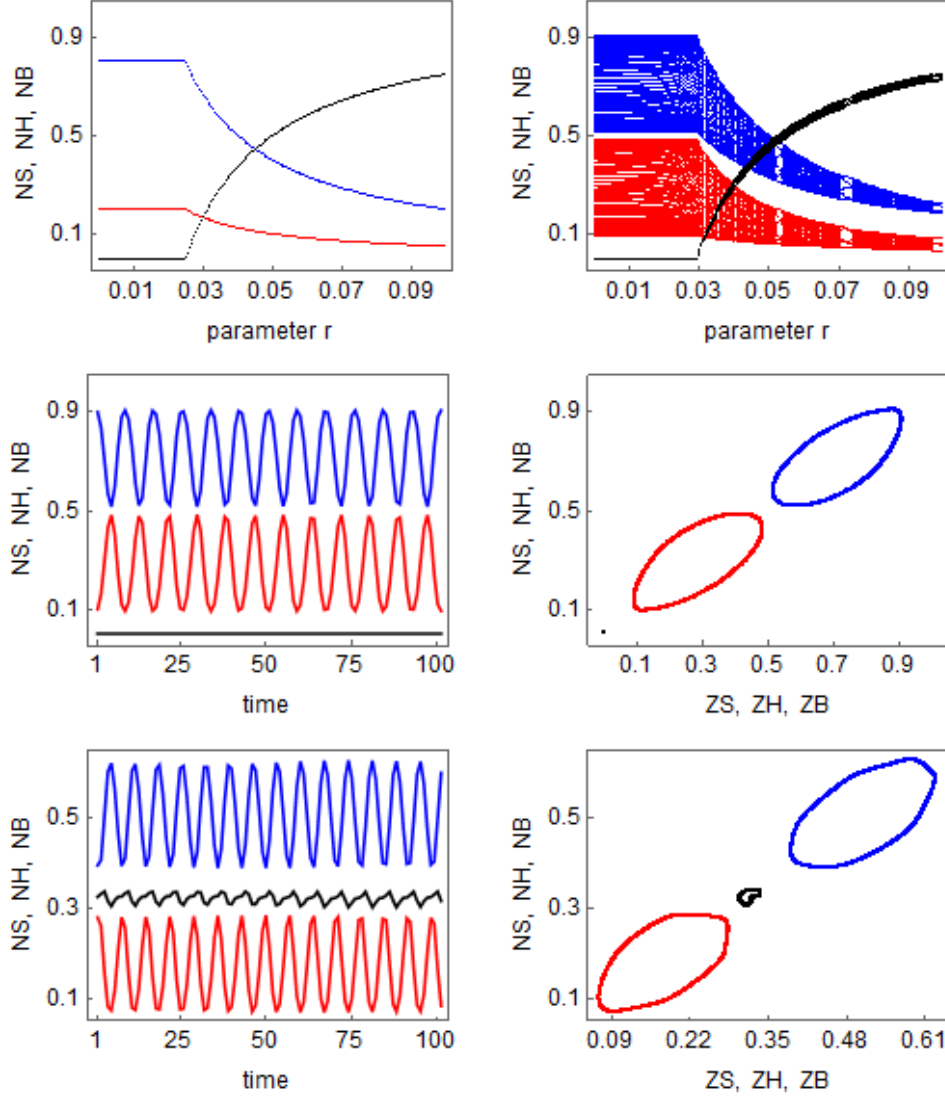 NS, NH, NB
0.9
0.5
0.1
0.01 0.03 0.05 0.07 0.09
parameter r
NS, NH, NB
0.9
0.5
0.1
0.01 0.03 0.05 0.07 0.09
parameter r
NS, NH, NB
0.9
0.5
0.1
1 25 50 75 100
time
NS, NH, NB
0.9
0.5
0.1
0.1 0.3 0.5 0.7 0.9
ZS, ZH, ZB
NS, NH, NB
0.5
0.3
0.1
1 25 50 75 100
time
NS, NH, NB
0.5
0.3
0.1
0.09 0.22 0.35 0.48 0.61
ZS, ZH, ZB